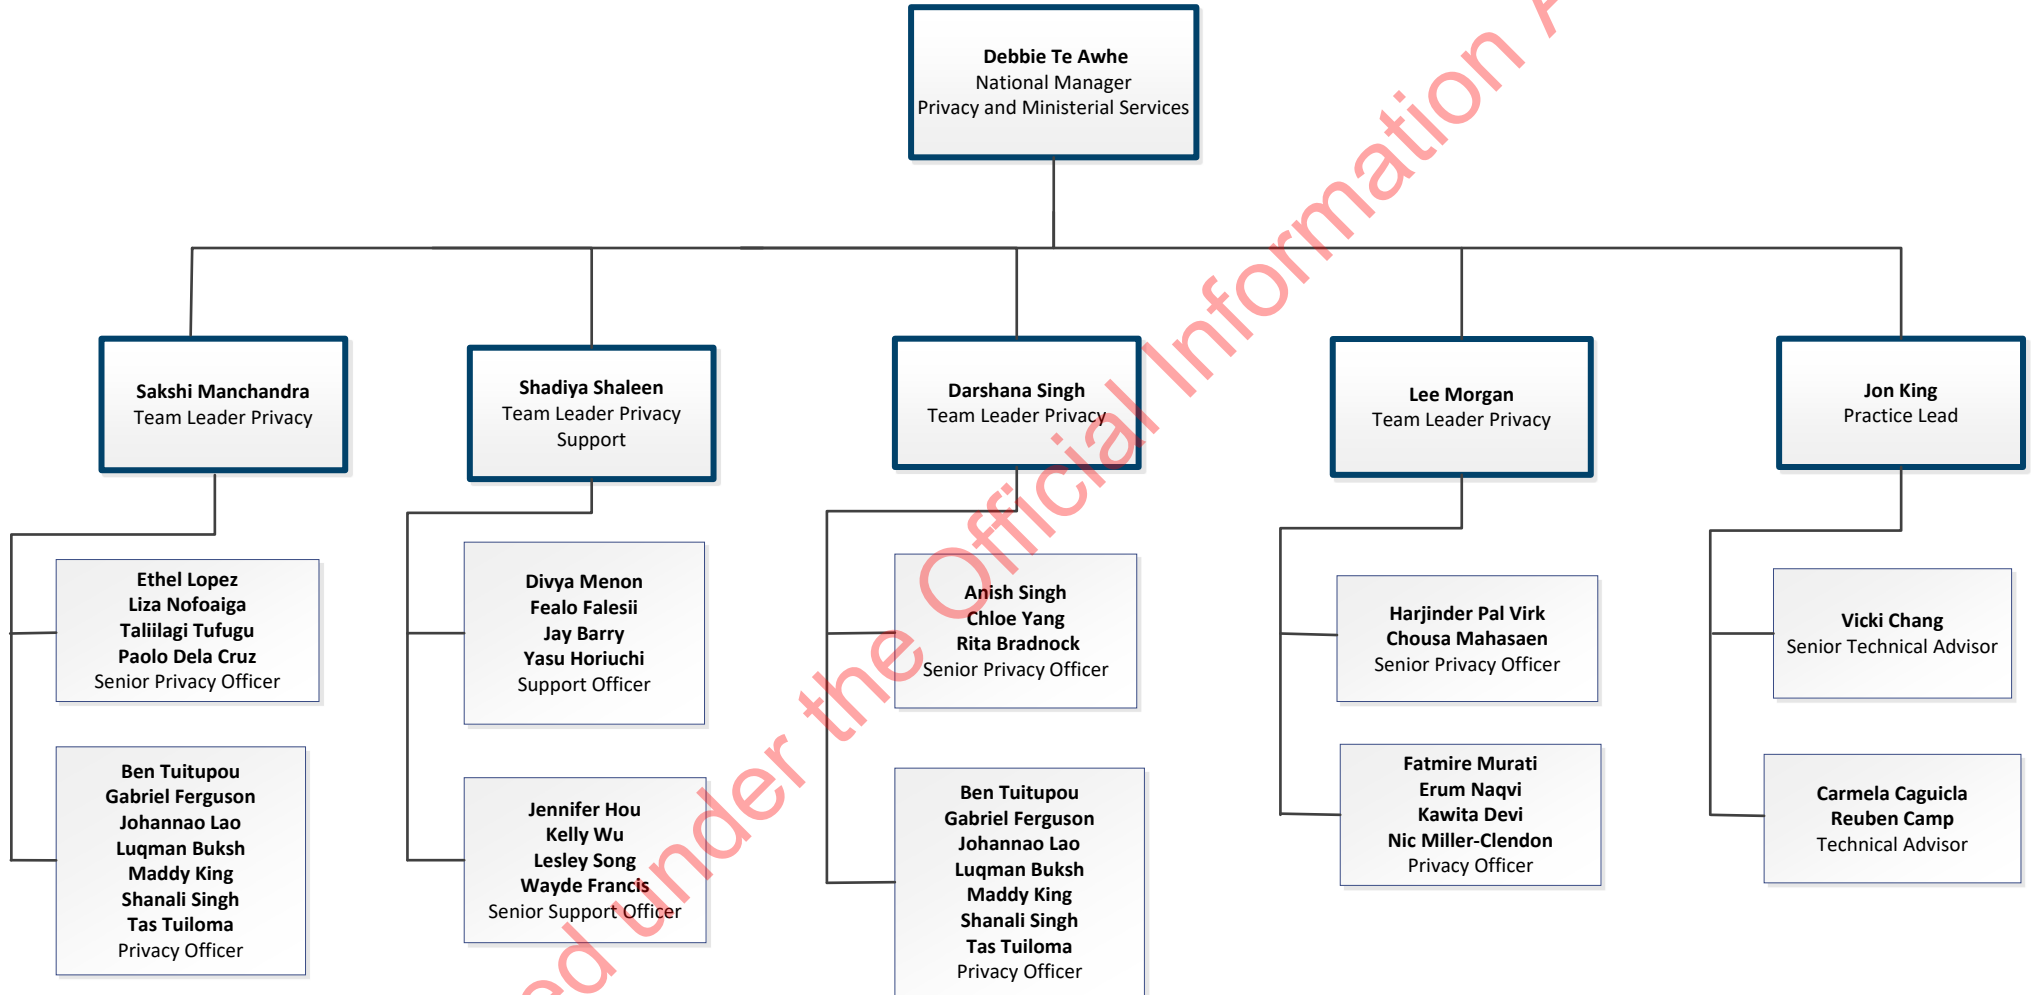 Debbie Te Awhe
National Manager
Privacy and Ministerial Services
Sakshi Manchandra
Team Leader Privacy
Shadiya Shaleen
Team Leader Privacy
Support
Darshana Singh
Team Leader Privacy
Lee Morgan
Team Leader Privacy
Jon King
Practice Lead
Ethel Lopez
Liza Nofoaiga
Taliilagi Tufugu
Paolo Dela Cruz
Senior Privacy Officer
Ben Tuitupou
Gabriel Ferguson
Johannao Lao
Luqman Buksh
Maddy King
Shanali Singh
Tas Tuiloma
Privacy Officer
Divya Menon
Fealo Falesii
Jay Barry
Yasu Horiuchi
Support Officer
Jennifer Hou
Kelly Wu
Lesley Song
Wayde Francis
Senior Support Officer
Anish Singh
Chloe Yang
Rita Bradnock
Senior Privacy Officer
Ben Tuitupou
Gabriel Ferguson
Johannao Lao
Luqman Buksh
Maddy King
Shanali Singh
Tas Tuiloma
Privacy Officer
Harjinder Pal Virk
Chousa Mahasaen
Senior Privacy Officer
Fatmire Murati
Erum Naqvi
Kawita Devi
Nic Miller-Clendon
Privacy Officer
Vicki Chang
Senior Technical Advisor
Carmela Caguicla
Reuben Camp
Technical Advisor
under the Official Information